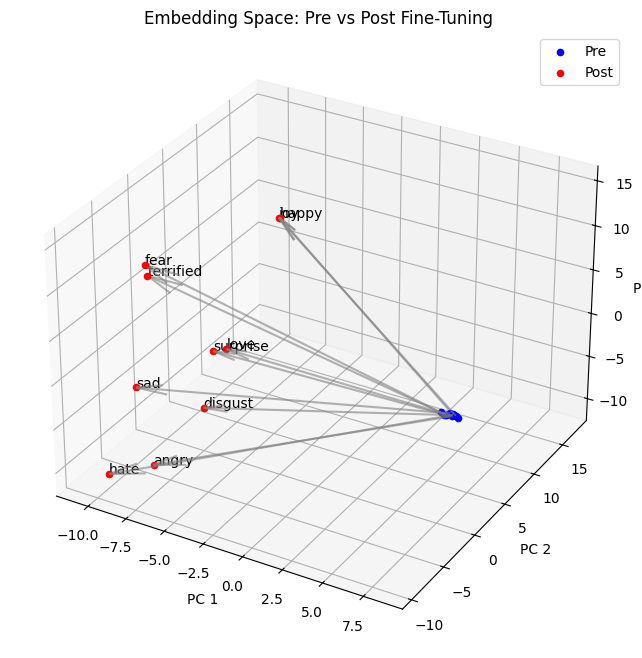 Embedding Space: Pre vs Post Fine-Tuning
Pre
Post
happy
fear
terrified
surprise
love
sad
disgust
hate
angry
15
10
5
0
−5
−10
P
15
10
5
0
−5
−10
PC 2
−10.0
−7.5
−5.0
−2.5
0.0
2.5
5.0
7.5
PC 1